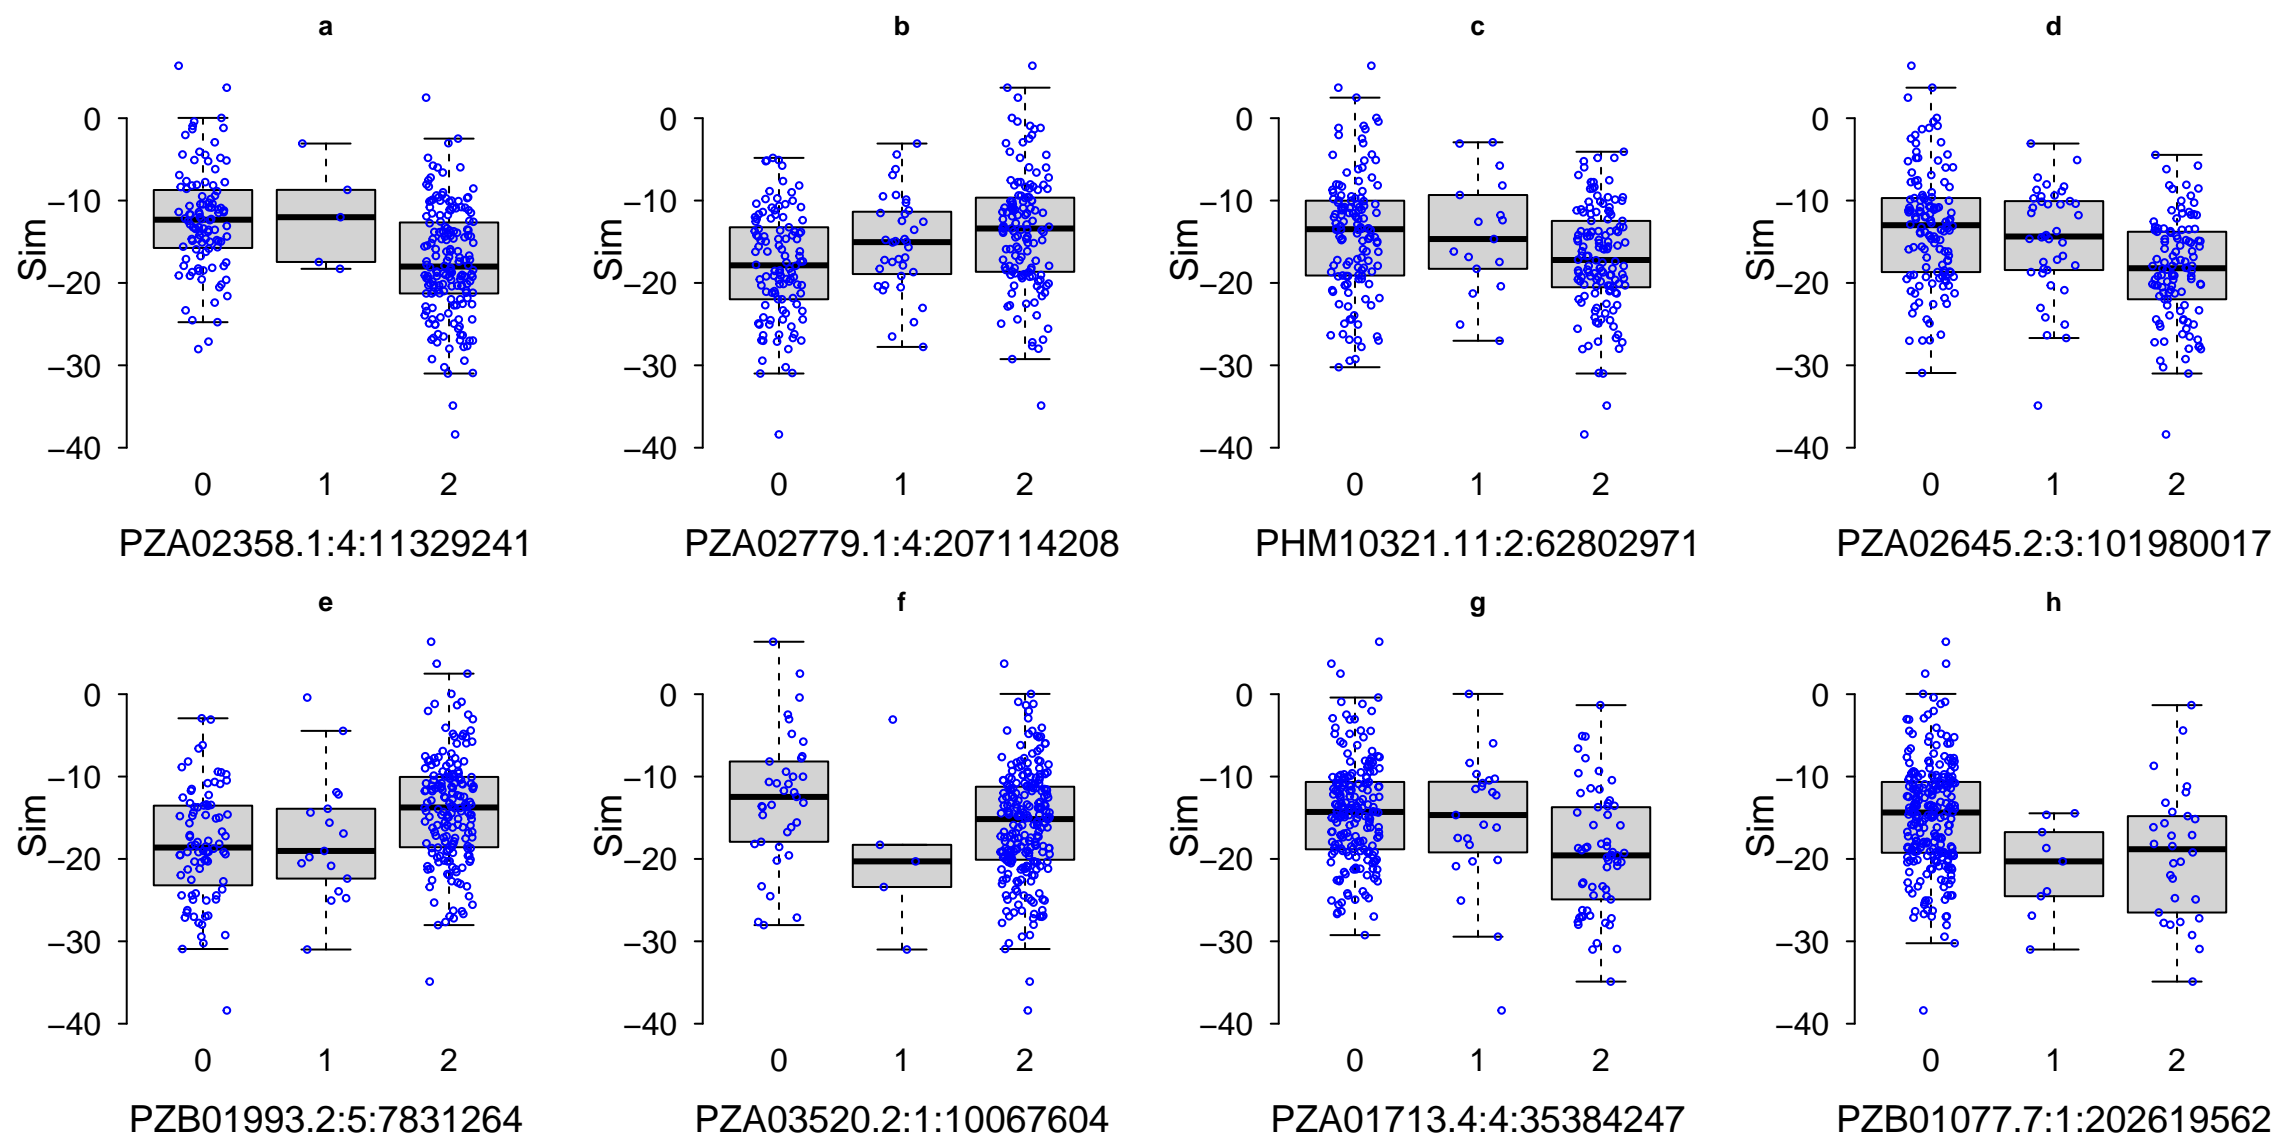 a b c d
0 0 0 0
−10 −10 −10 −10
Sim Sim Sim Sim
−20 −20 −20 −20
−30 −30 −30 −30
−40 −40 −40 −40
0 1 2 0 1 2 0 1 2 0 1 2
PZA02358.1:4:11329241 PZA02779.1:4:207114208 PHM10321.11:2:62802971 PZA02645.2:3:101980017
e f g h
0 0 0 0
−10 −10 −10 −10
Sim Sim Sim Sim
−20 −20 −20 −20
−30 −30 −30 −30
−40 −40 −40 −40
0 1 2 0 1 2 0 1 2 0 1 2
PZB01993.2:5:7831264 PZA03520.2:1:10067604 PZA01713.4:4:35384247 PZB01077.7:1:202619562